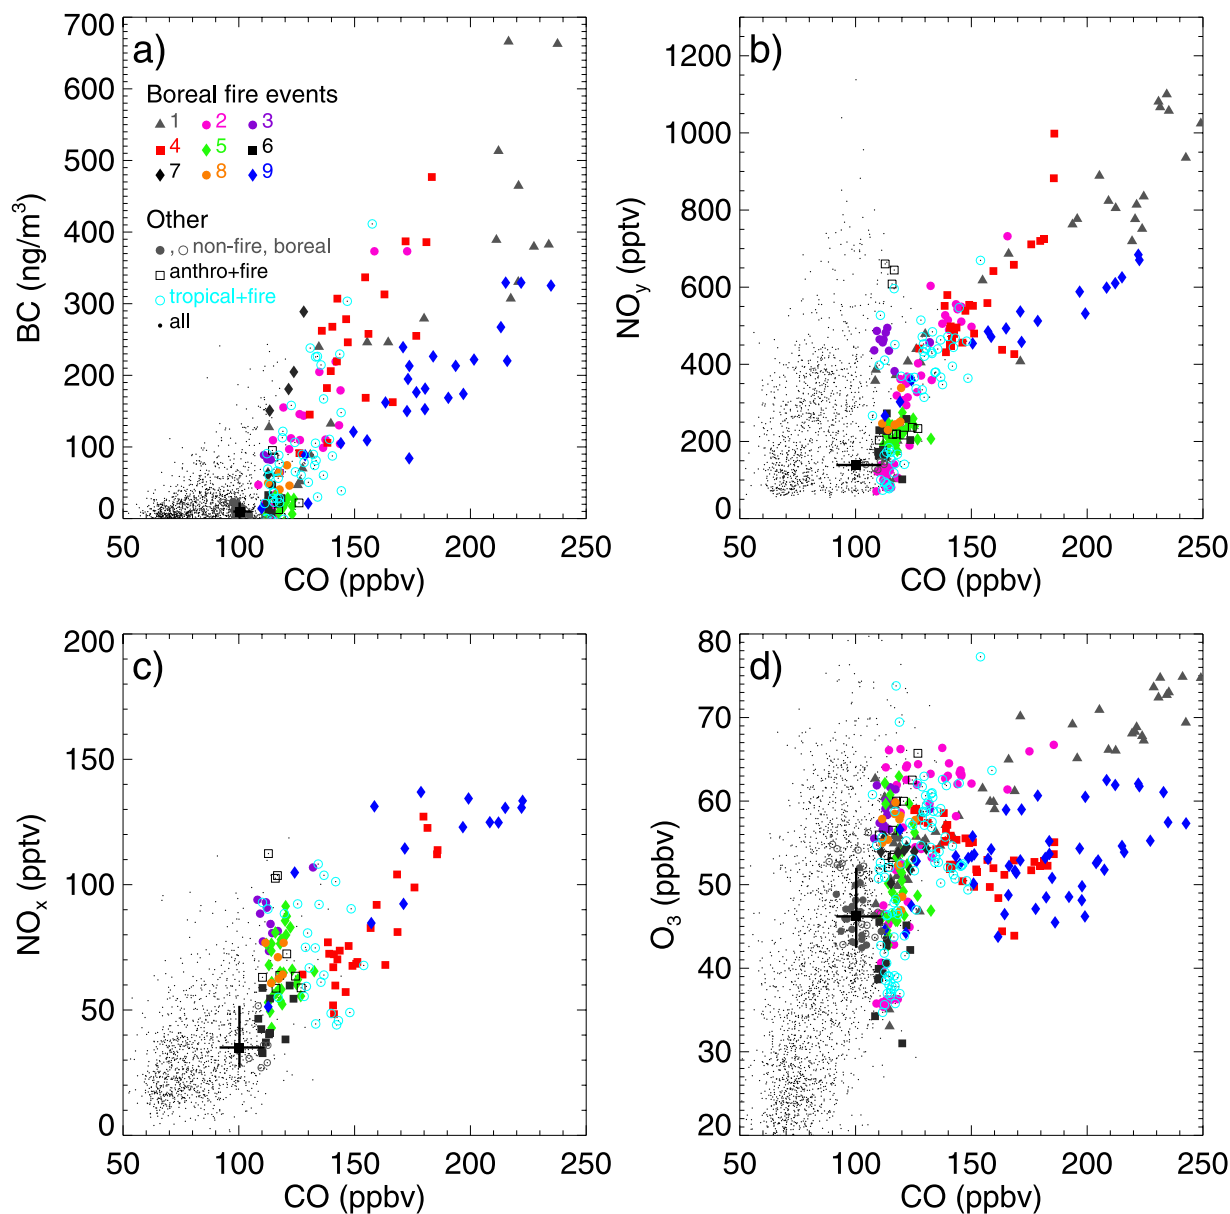 a)
700
600
500
400
300
200
100
0
BC (ng/m³)
Boreal fire events
1 2 3
4 5 6
7 8 9
Other
, non-fire, boreal
anthro+fire
tropical+fire
all
50 100 150 200 250
CO (ppbv)
b)
1200
1000
800
600
400
200
0
NOy (pptv)
50 100 150 200 250
CO (ppbv)
c)
200
150
100
50
0
NOx (pptv)
50 100 150 200 250
CO (ppbv)
d)
80
70
60
50
40
30
20
O3 (ppbv)
50 100 150 200 250
CO (ppbv)